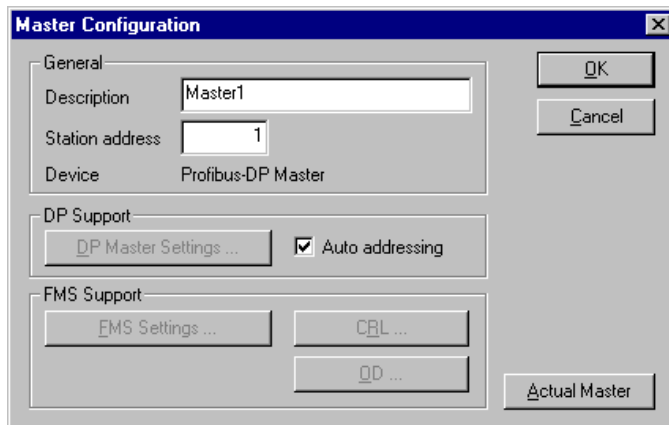 Master Configuration
General
Description Master1
Station address 1
Device Profibus-DP Master
OK
Cancel
DP Support
DP Master Settings ... Auto addressing
FMS Support
FMS Settings ... CRL ...
OD ...
Actual Master